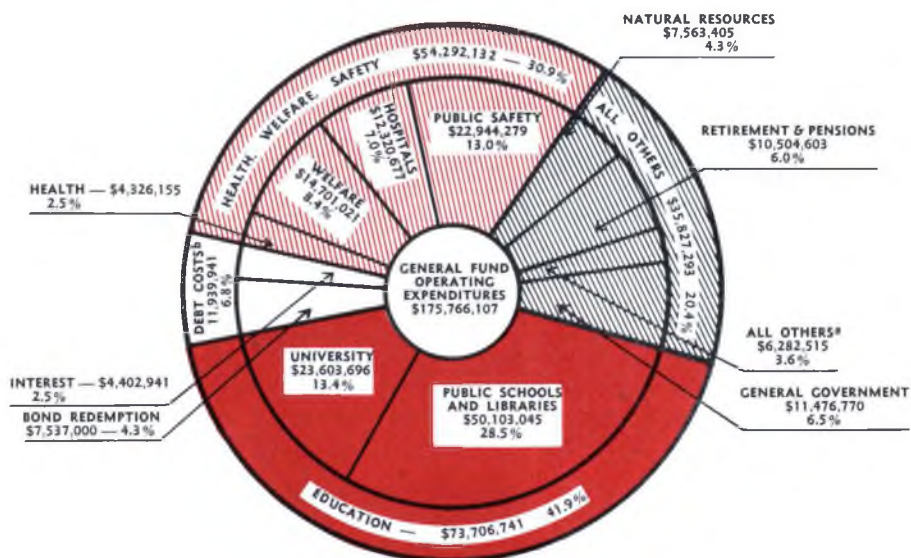 NATURAL RESOURCES
$7,563,405
4.3%
HEALTH, WELFARE, SAFETY $54,292,132 — 30.9%
ALL OTHERS $35,827,293 20.4%
HOSPITALS
$12,320,677
7.0%
PUBLIC SAFETY
$22,944,279
13.0%
RETIREMENT & PENSIONS
$10,504,603
6.0%
WELFARE
$14,701,021
8.4%
HEALTH — $4,326,155
2.5%
DEBT COSTSᵇ
11,939,941
6.8%
GENERAL FUND
OPERATING
EXPENDITURES
$175,766,107
ALL OTHERSª
$6,282,515
3.6%
UNIVERSITY
$23,603,696
13.4%
INTEREST — $4,402,941
2.5%
PUBLIC SCHOOLS
AND LIBRARIES
$50,103,045
28.5%
GENERAL GOVERNMENT
$11,476,770
6.5%
BOND REDEMPTION
$7,537,000 — 4.3%
EDUCATION — $73,706,741 41.9%